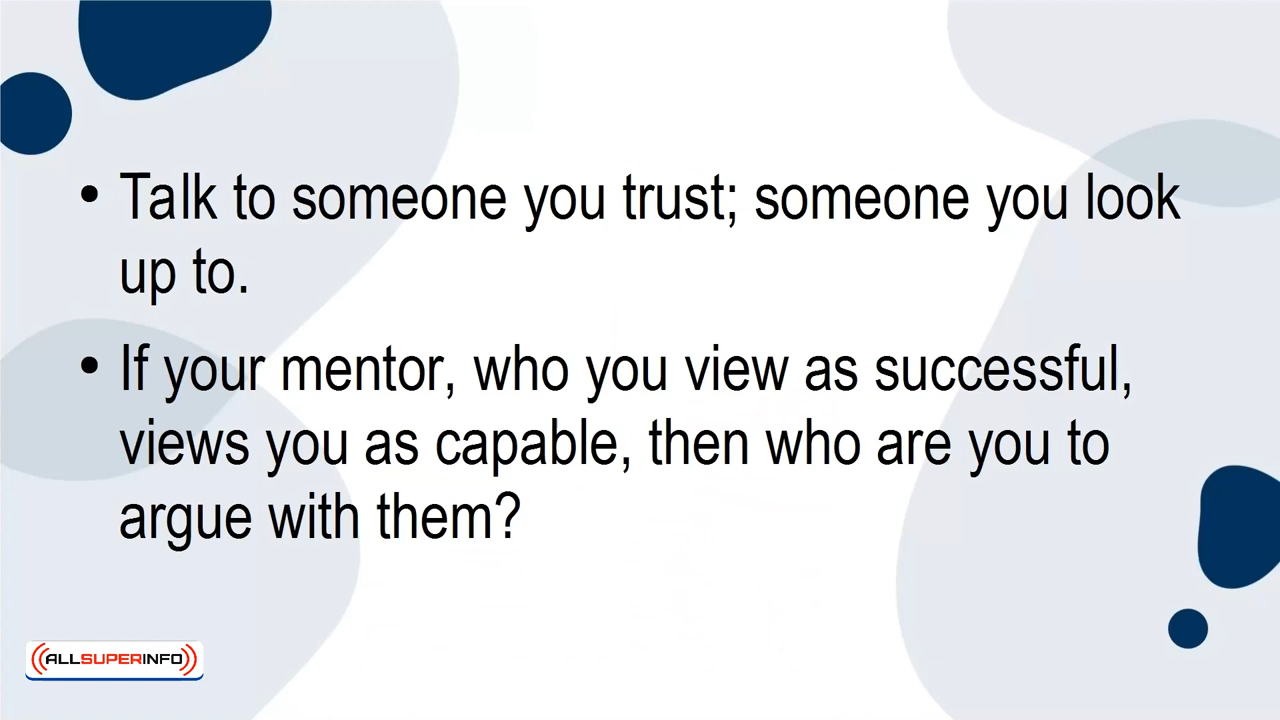 • Talk to someone you trust; someone you look
up to.
• If your mentor, who you view as successful,
views you as capable, then who are you to
argue with them?
ALLSUPERINFO